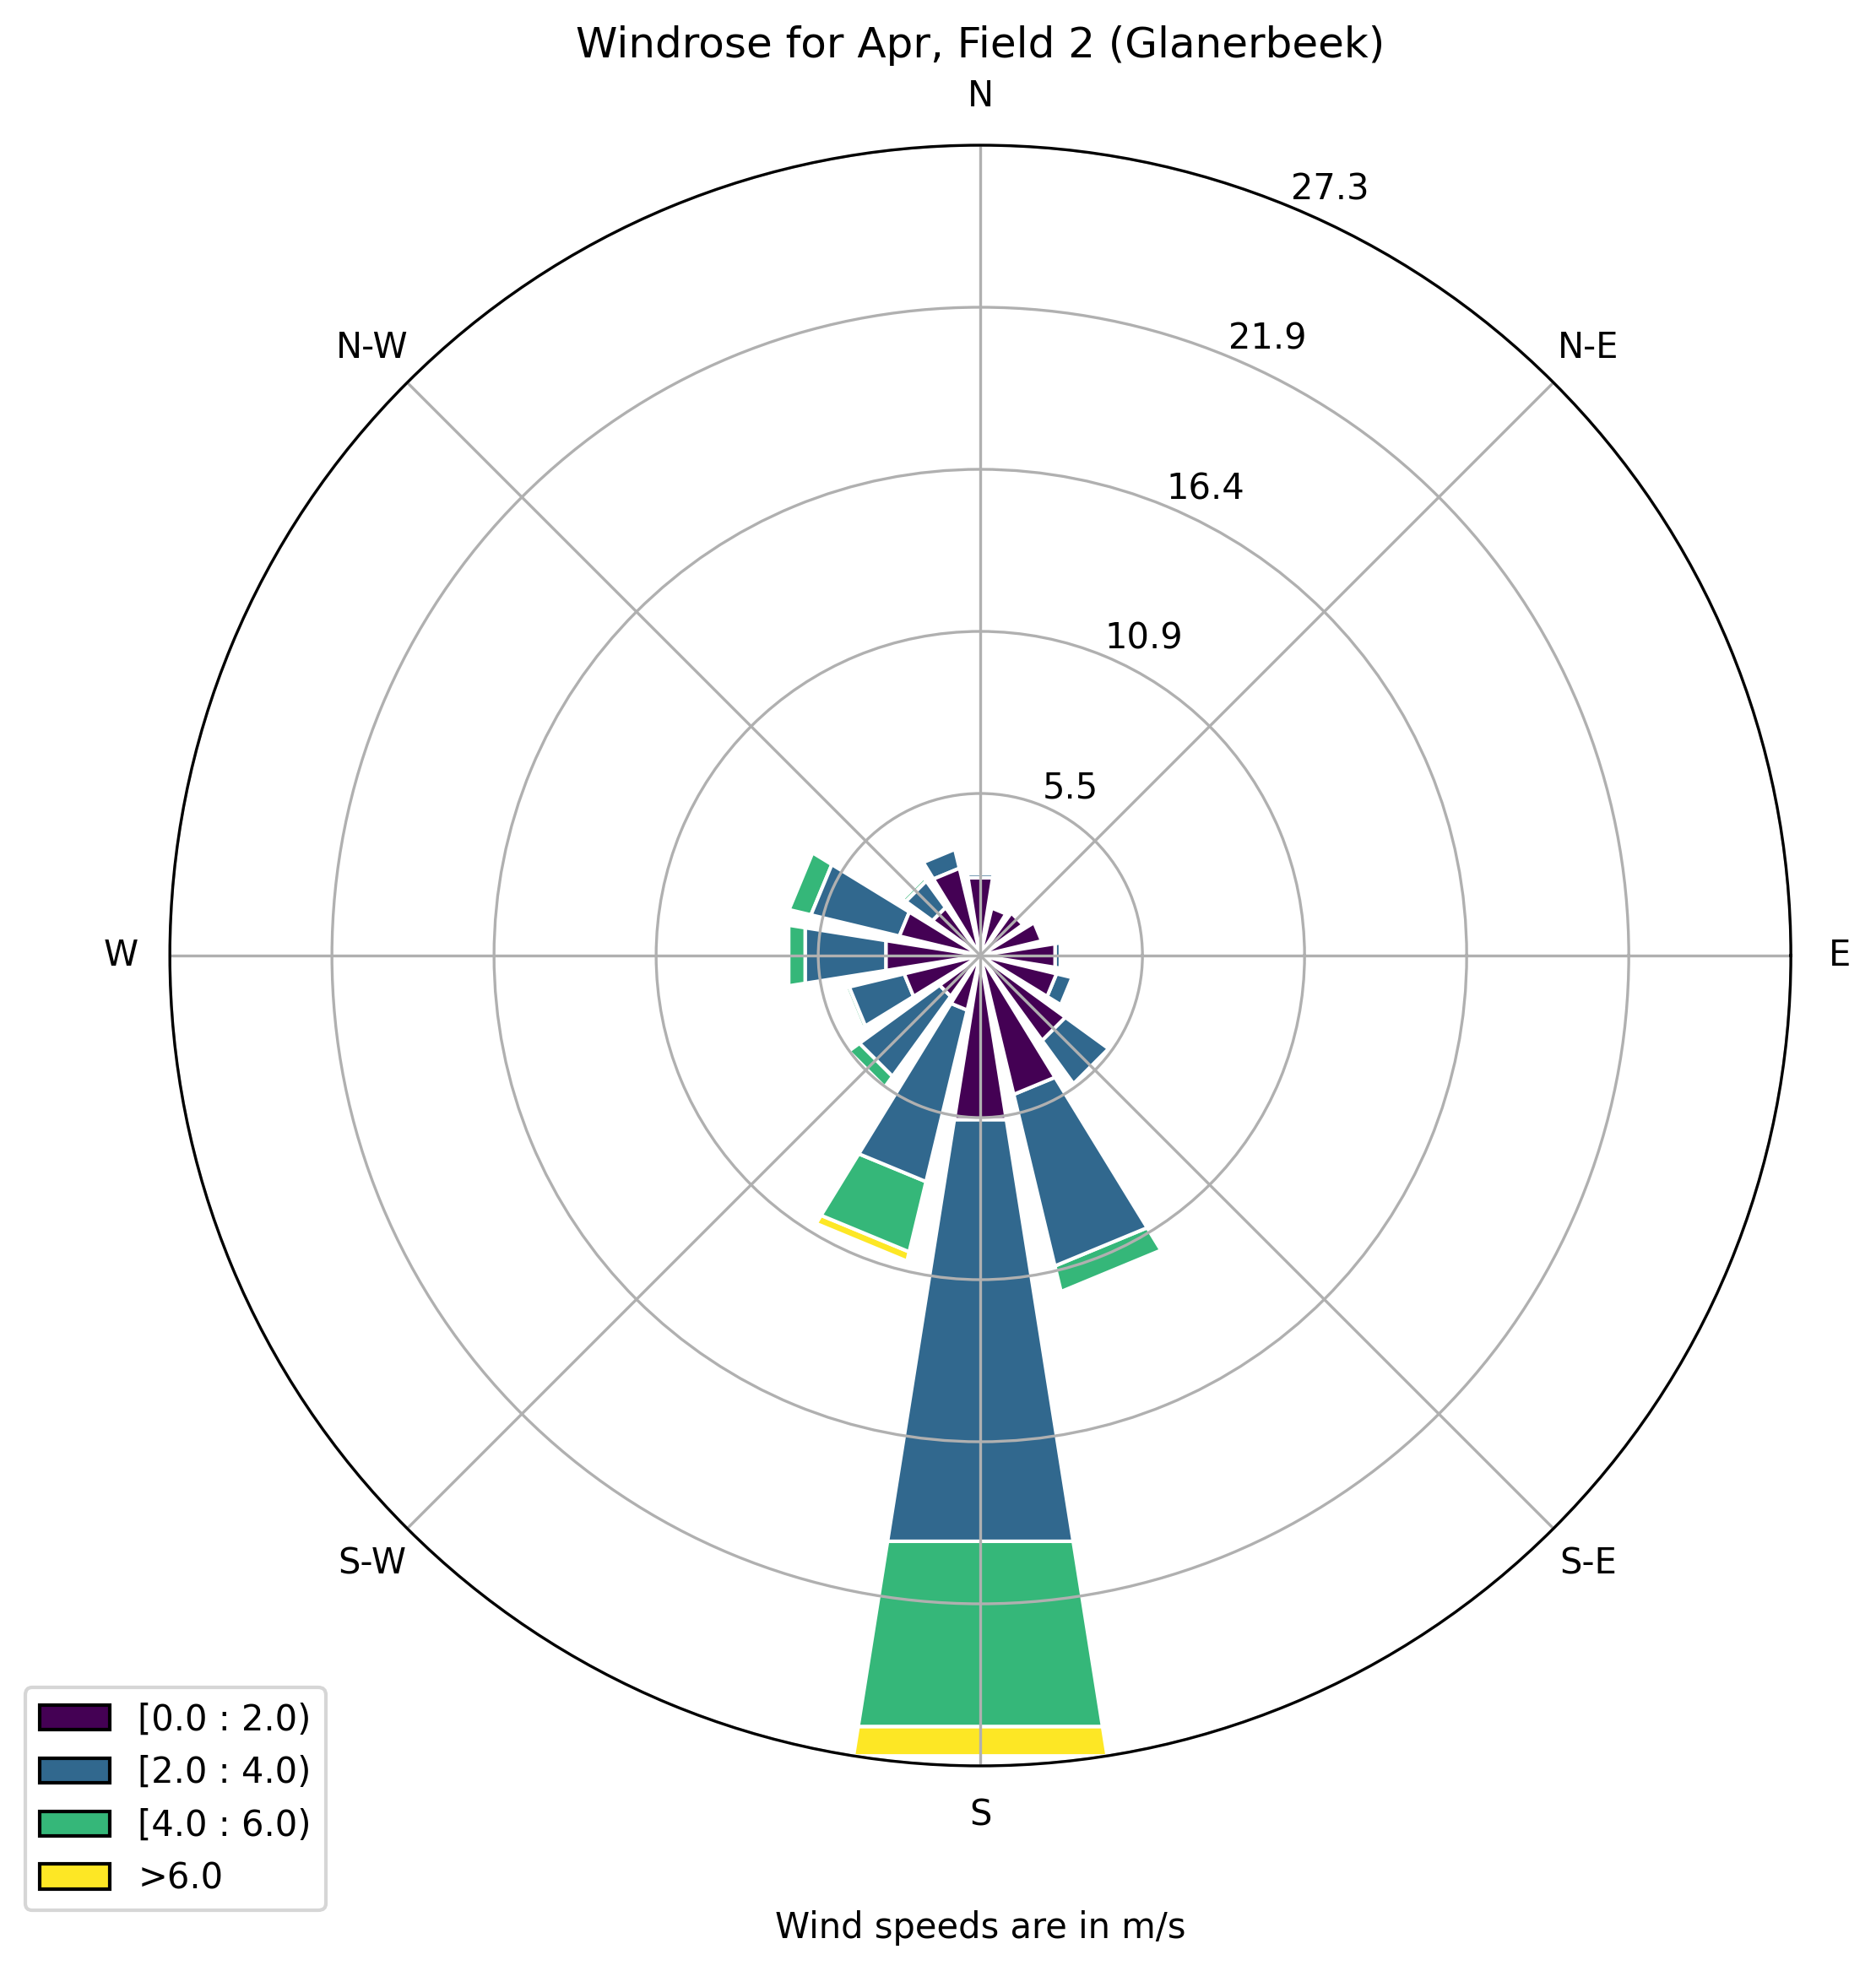 Windrose for Apr, Field 2 (Glanerbeek)
N
27.3
N-W
N-E
21.9
16.4
10.9
5.5
W
E
S-W
S-E
[0.0 : 2.0)
[2.0 : 4.0)
S
[4.0 : 6.0)
>6.0
Wind speeds are in m/s